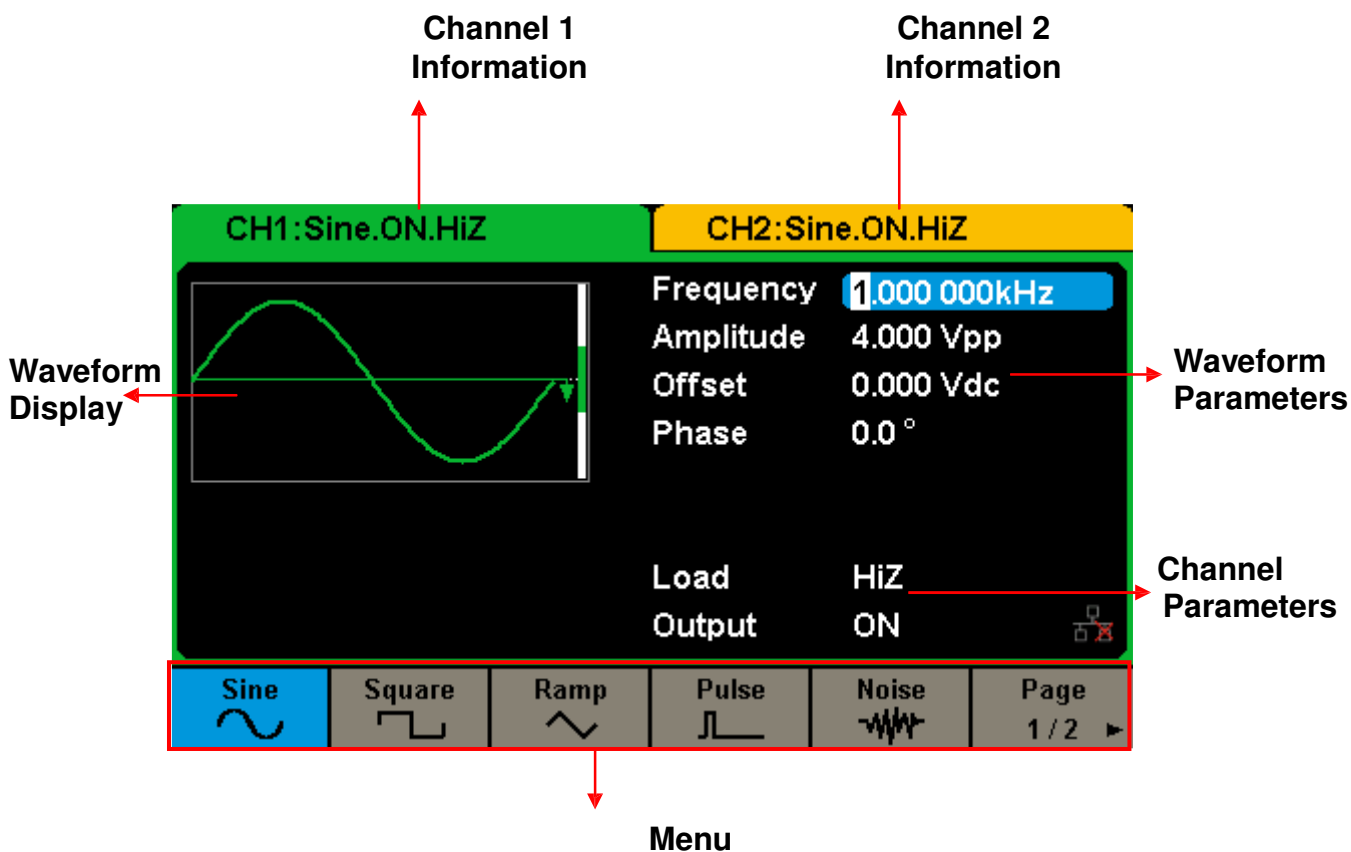 Channel 1
Information
Channel 2
Information
CH1:Sine.ON.HiZ
CH2:Sine.ON.HiZ
Waveform
Display
Frequency 1.000 000kHz
Amplitude 4.000 Vpp
Offset 0.000 Vdc
Phase 0.0 °
Waveform
Parameters
Load HiZ
Output ON
Channel
Parameters
Sine
Square
Ramp
Pulse
Noise
Page
1 / 2 ►
Menu